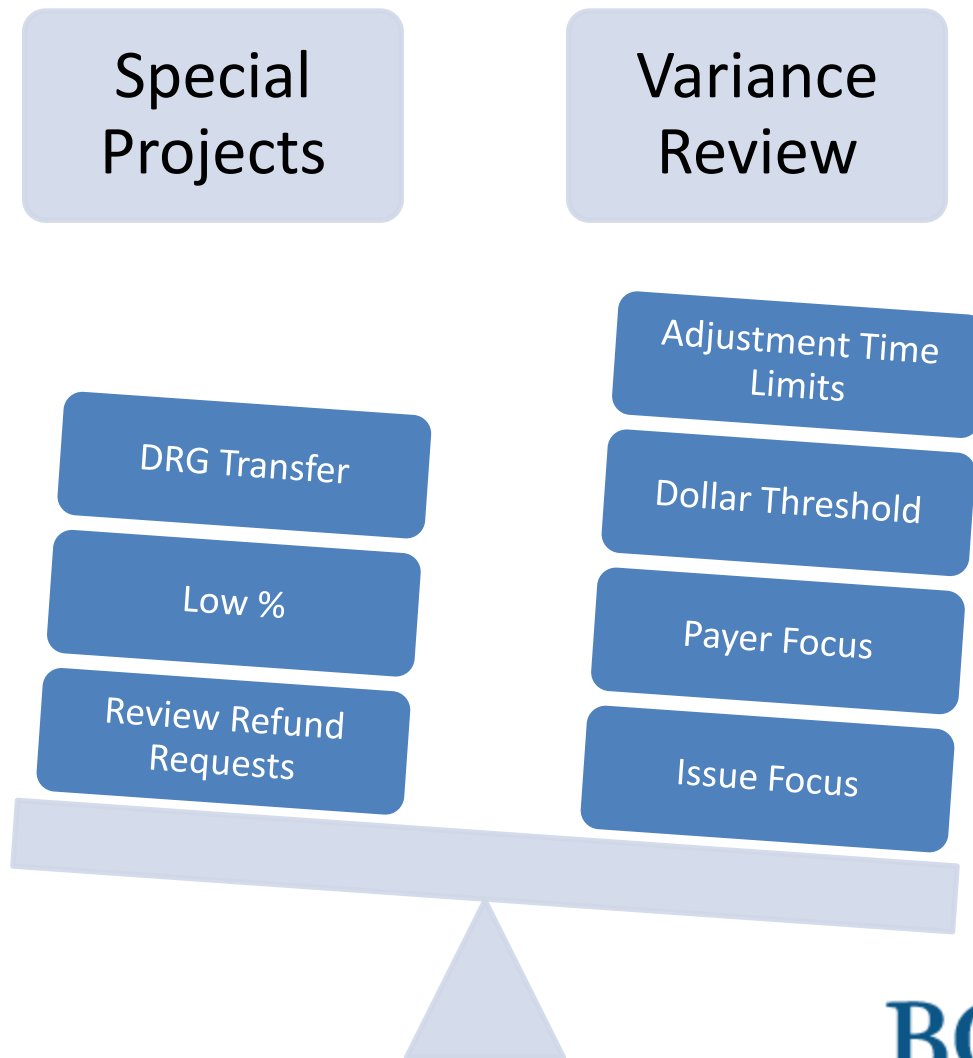 Special
Projects
Variance
Review
DRG Transfer
Low %
Review Refund
Requests
Adjustment Time
Limits
Dollar Threshold
Payer Focus
Issue Focus